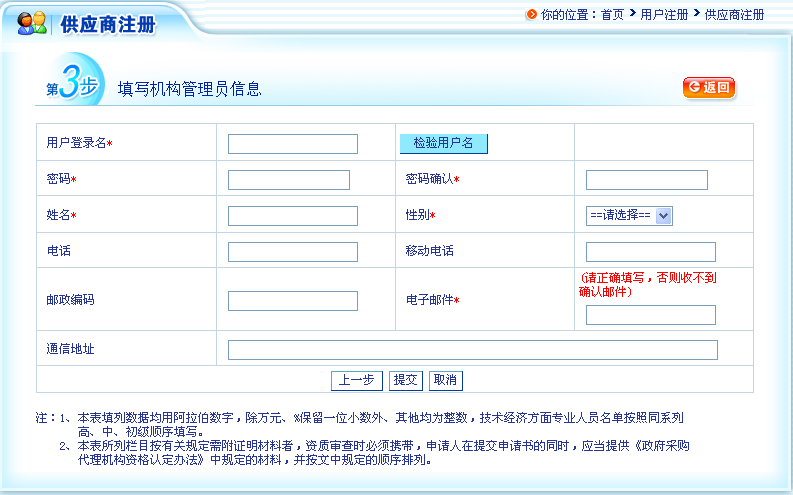 供应商注册
你的位置：首页 > 用户注册 > 供应商注册
第3步 填写机构管理员信息
返回
用户登录名* 检验用户名
密码* 密码确认*
姓名* 性别* ==请选择==
电话 移动电话
邮政编码 电子邮件* (请正确填写，否则收不到
确认邮件)
通信地址
上一步 提交 取消
注：1、本表填列数据均用阿拉伯数字，除万元、%保留一位小数外、其他均为整数，技术经济方面专业人员名单按照同系列
高、中、初级顺序填写。
2、本表所列栏目按有关规定需附证明材料者，资质审查时必须携带，申请人在提交申请书的同时，应当提供《政府采购
代理机构资格认定办法》中规定的材料，并按文中规定的顺序排列。